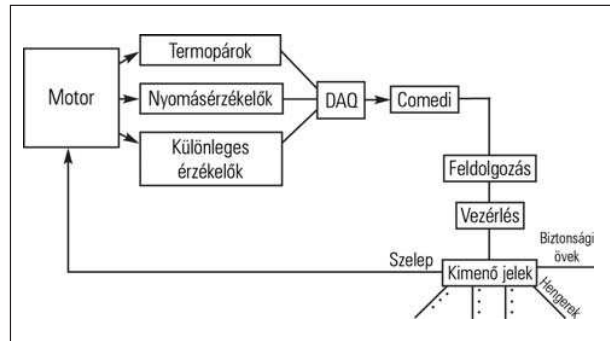 Motor
Termopárok
Nyomásérzékelők
Különleges
érzékelők
DAQ
Comedi
Feldolgozás
Vezérlés
Kimenő jelek
Szelep
Biztonsági
övek
Hengerek